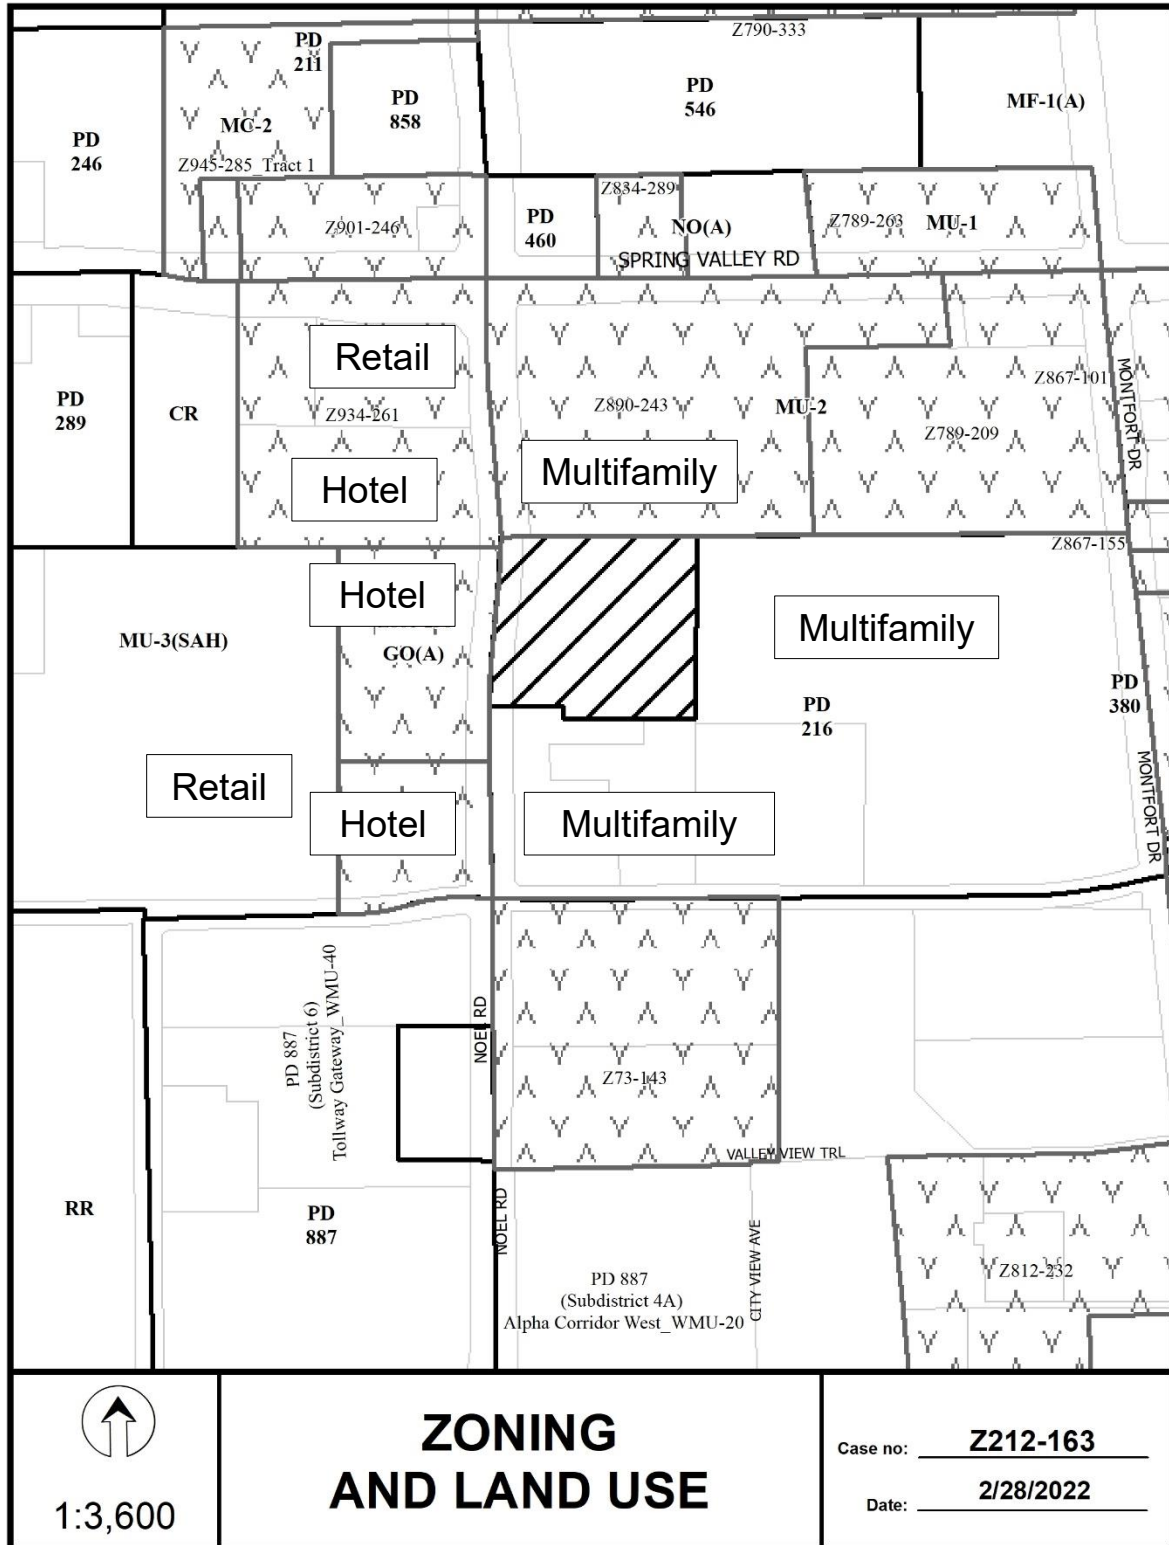 Z790-333
PD
211
PD
858
PD
546
MF-1(A)
PD
246
MC-2
Z945-285_Tract 1
Z834-289
Z901-246
PD
460
NO(A)
Z789-263
MU-1
SPRING VALLEY RD
Retail
PD
289
CR
Z934-261
Z890-243
MU-2
Z867-101
MONTFORT DR
Z789-209
Hotel
Multifamily
Z867-155
Hotel
MU-3(SAH)
GO(A)
Multifamily
PD
216
PD
380
Retail
Hotel
Multifamily
MONTFORT DR
PD 887
(Subdistrict 6)
Tollway Gateway_WMU-40
NOEL RD
Z73-143
VALLEY VIEW TRL
RR
PD
887
NOEL RD
CITY VIEW AVE
PD 887
(Subdistrict 4A)
Alpha Corridor West_WMU-20
Z812-232
1:3,600
ZONING
AND LAND USE
Case no: Z212-163
Date: 2/28/2022